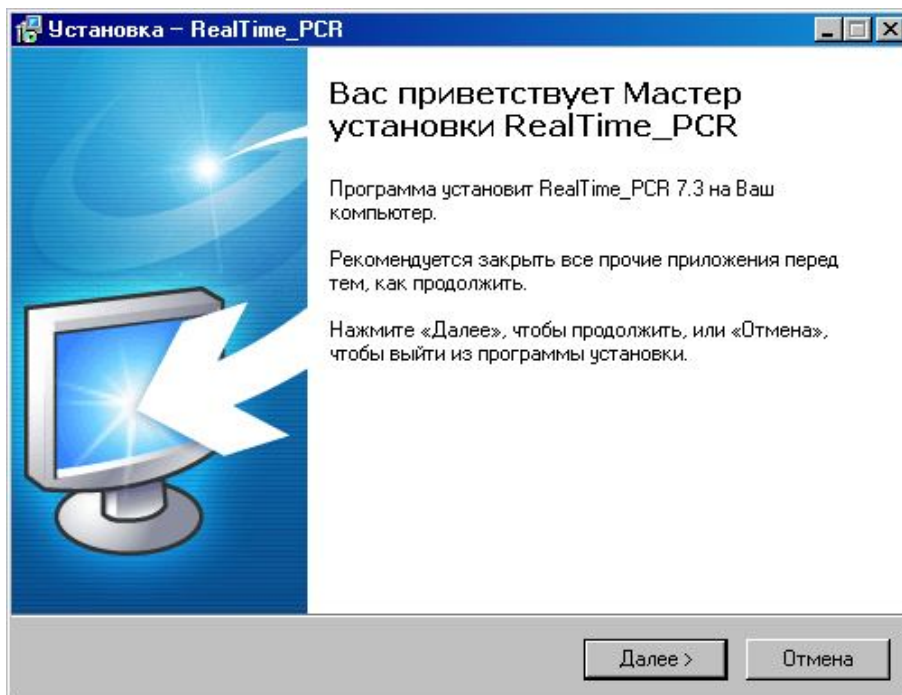 Установка – RealTime_PCR
Вас приветствует Мастер
установки RealTime_PCR
Программа установит RealTime_PCR 7.3 на Ваш
компьютер.
Рекомендуется закрыть все прочие приложения перед
тем, как продолжить.
Нажмите «Далее», чтобы продолжить, или «Отмена»,
чтобы выйти из программы установки.
Далее >
Отмена